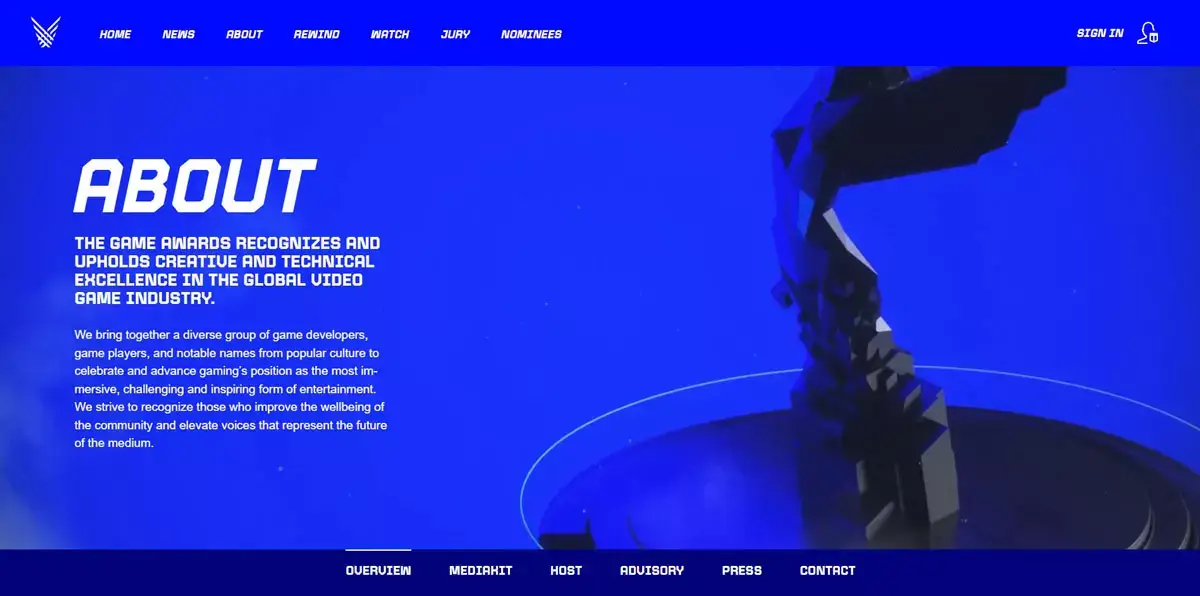 HOME NEWS ABOUT REWIND WATCH JURY NOMINEES SIGN IN
ABOUT
THE GAME AWARDS RECOGNIZES AND
UPHOLDS CREATIVE AND TECHNICAL
EXCELLENCE IN THE GLOBAL VIDEO
GAME INDUSTRY.
We bring together a diverse group of game developers,
game players, and notable names from popular culture to
celebrate and advance gaming's position as the most im-
mersive, challenging and inspiring form of entertainment.
We strive to recognize those who improve the wellbeing of
the community and elevate voices that represent the future
of the medium.
OVERVIEW MEDIAKIT HOST ADVISORY PRESS CONTACT